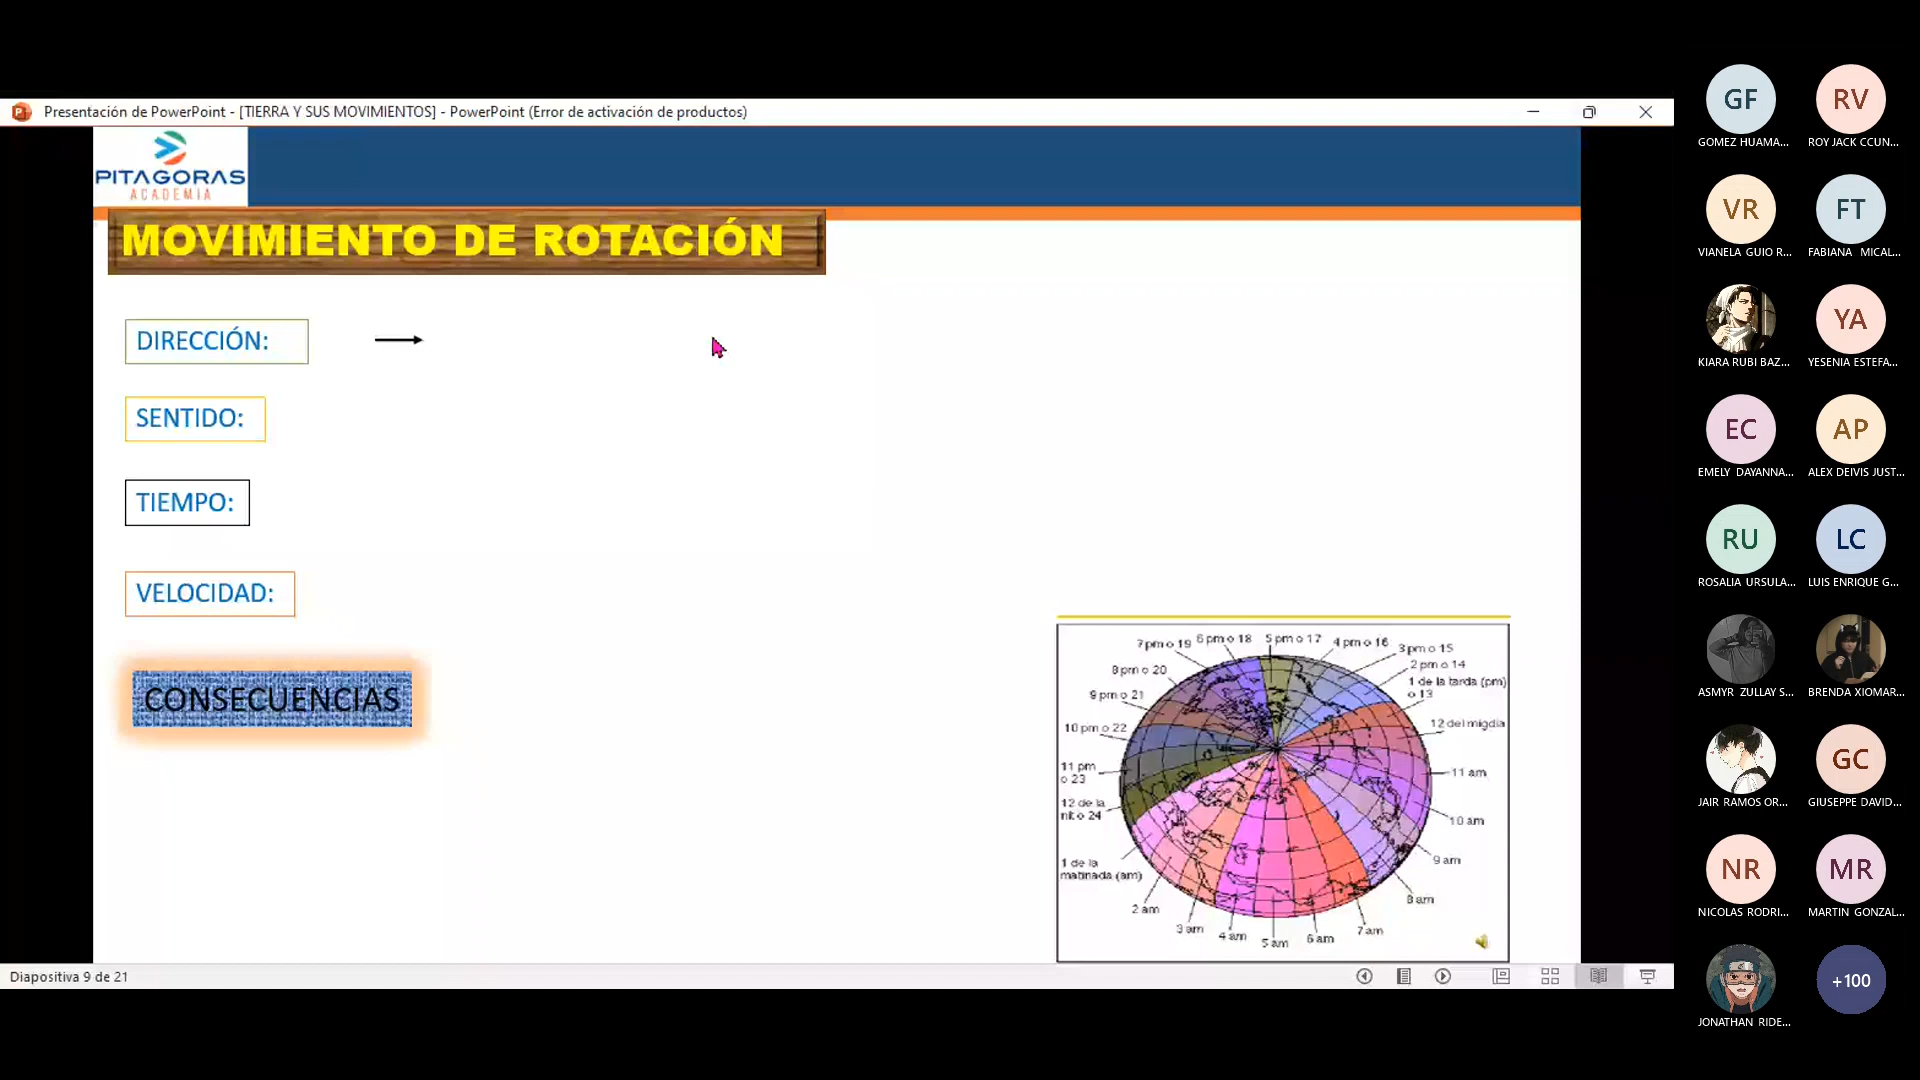 Presentación de PowerPoint - [TIERRA Y SUS MOVIMIENTOS] - PowerPoint (Error de activación de productos)
PITAGORAS
ACADEMIA
MOVIMIENTO DE ROTACIÓN
DIRECCIÓN:
SENTIDO:
TIEMPO:
VELOCIDAD:
CONSECUENCIAS
7 pm o 19
6 pm o 18
5 pm o 17
4 pm o 16
3 pm o 15
2 pm o 14
1 de la tarda (pm)
o 13
12 del migdia
11 am
10 am
9 am
8 am
7 am
6 am
5 am
4 am
3 am
2 am
1 de la
matinada (am)
12 de la
nit o 24
11 pm
o 23
10 pm o 22
9 pm o 21
8 pm o 20
Diapositiva 9 de 21
GF
GOMEZ HUAMA...
RV
ROY JACK CCUN...
VR
VIANELA GUIO R...
FT
FABIANA MICAL...
KIARA RUBI BAZ...
YA
YESENIA ESTEFA...
EC
EMELY DAYANNA...
AP
ALEX DEIVIS JUST...
RU
ROSALIA URSULA...
LC
LUIS ENRIQUE G...
ASMYR ZULLAY S...
BRENDA XIOMAR...
JAIR RAMOS OR...
GC
GIUSEPPE DAVID...
NR
NICOLAS RODRI...
MR
MARTIN GONZAL...
JONATHAN RIDE...
+100